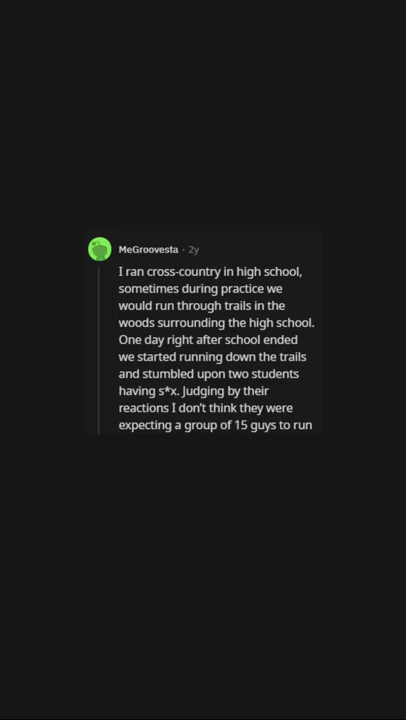 MeGroovesta · 2y
I ran cross-country in high school,
sometimes during practice we
would run through trails in the
woods surrounding the high school.
One day right after school ended
we started running down the trails
and stumbled upon two students
having s*x. Judging by their
reactions I don't think they were
expecting a group of 15 guys to run